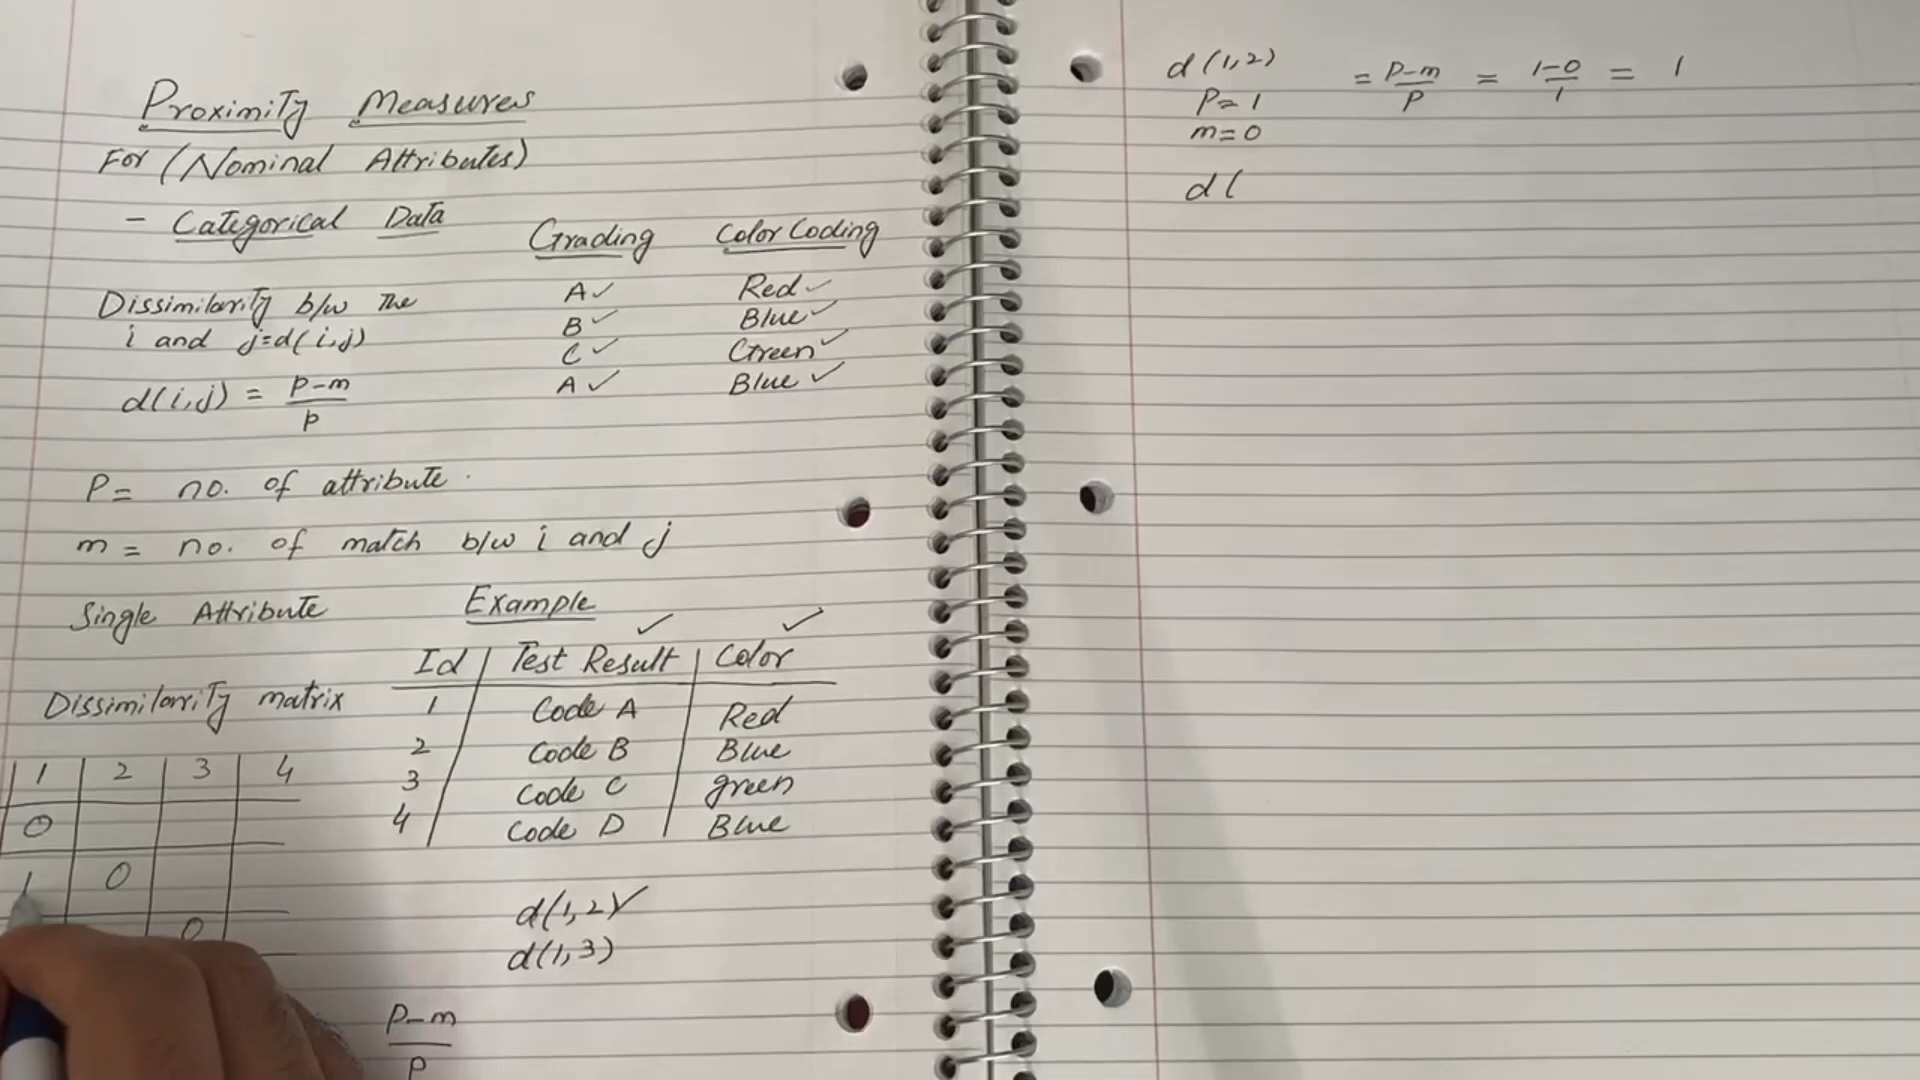 Proximity Measures
For (Nominal Attributes)
- Categorical Data
Grading Color Coding
A✓ Red✓
B✓ Blue✓
C✓ Green✓
A✓ Blue✓
Dissimilarity b/w The
i and j=d(i,j)
d(i,j) = p-m
p
P= no. of attribute.
m = no. of match b/w i and j
Single Attribute Example
✓ ✓
Id | Test Result | Color
1 Code A Red
2 Code B Blue
3 Code C green
4 Code D Blue
Dissimilarity matrix
1 2 3 4
0
1 0
0
d(1,2)✓
d(1,3)
P-m
P
d(1,2) = P-m = 1-0 = 1
P 1
P=1
m=0
d(